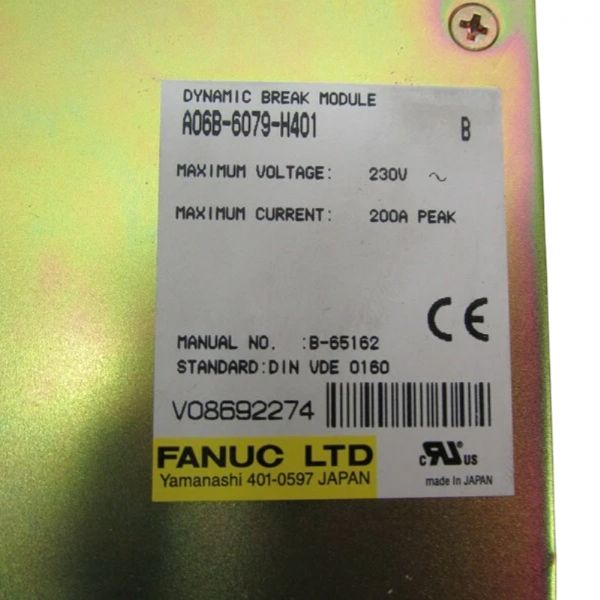 DYNAMIC BREAK MODULE
A06B-6079-H401 B
MAXIMUM VOLTAGE: 230V ~
MAXIMUM CURRENT: 200A PEAK
CE
MANUAL NO. :B-65162
STANDARD:DIN VDE 0160
V08692274
FANUC LTD
Yamanashi 401-0597 JAPAN
c RU US
made in JAPAN